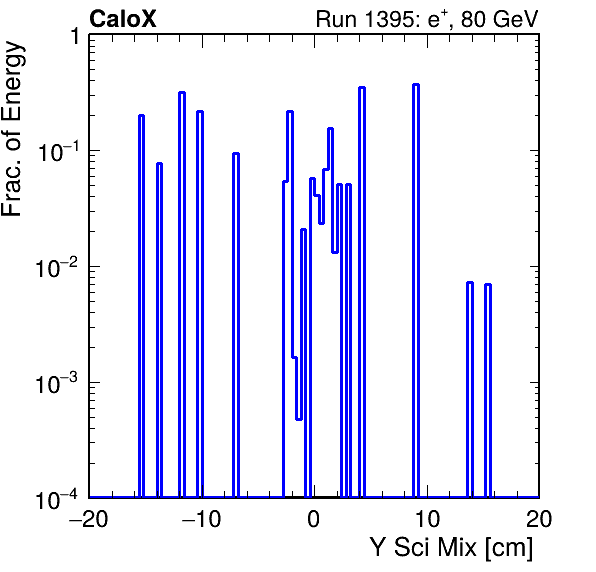 CaloX Run 1395: e⁺, 80 GeV
Frac. of Energy
1
10⁻¹
10⁻²
10⁻³
10⁻⁴
−20 −10 0 10 20
Y Sci Mix [cm]